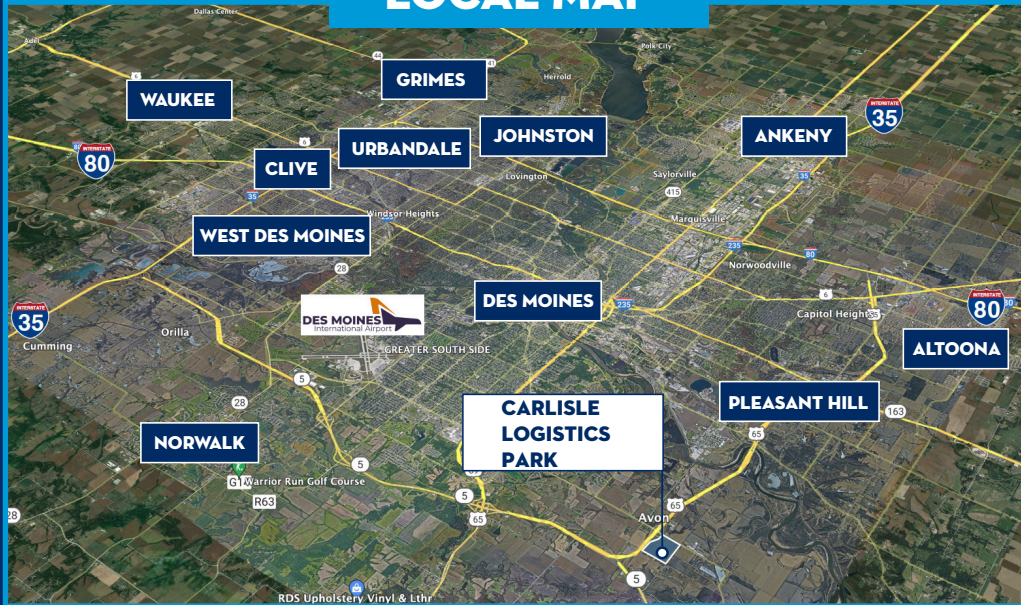 LOCAL MAP
Dallas Center
Adel
44
141
Polk City
Herrold
6
GRIMES
WAUKEE
INTERSTATE
35
ANKENY
JOHNSTON
URBANDALE
6
INTERSTATE
80
80
CLIVE
Lovington
Saylorville
35
35
415
Windsor Heights
Marquisville
WEST DES MOINES
235
80
28
Norwoodville
6
DES MOINES
235
INTERSTATE
80
80
INTERSTATE
35
DES MOINES
International Airport
Capitol Heights
65
Orilla
Cumming
GREATER SOUTH SIDE
ALTOONA
5
PLEASANT HILL
163
28
CARLISLE
LOGISTICS
PARK
65
NORWALK
5
Warrior Run Golf Course
R63
5
65
65
28
Avon
5
RDS Upholstery Vinyl & Lthr